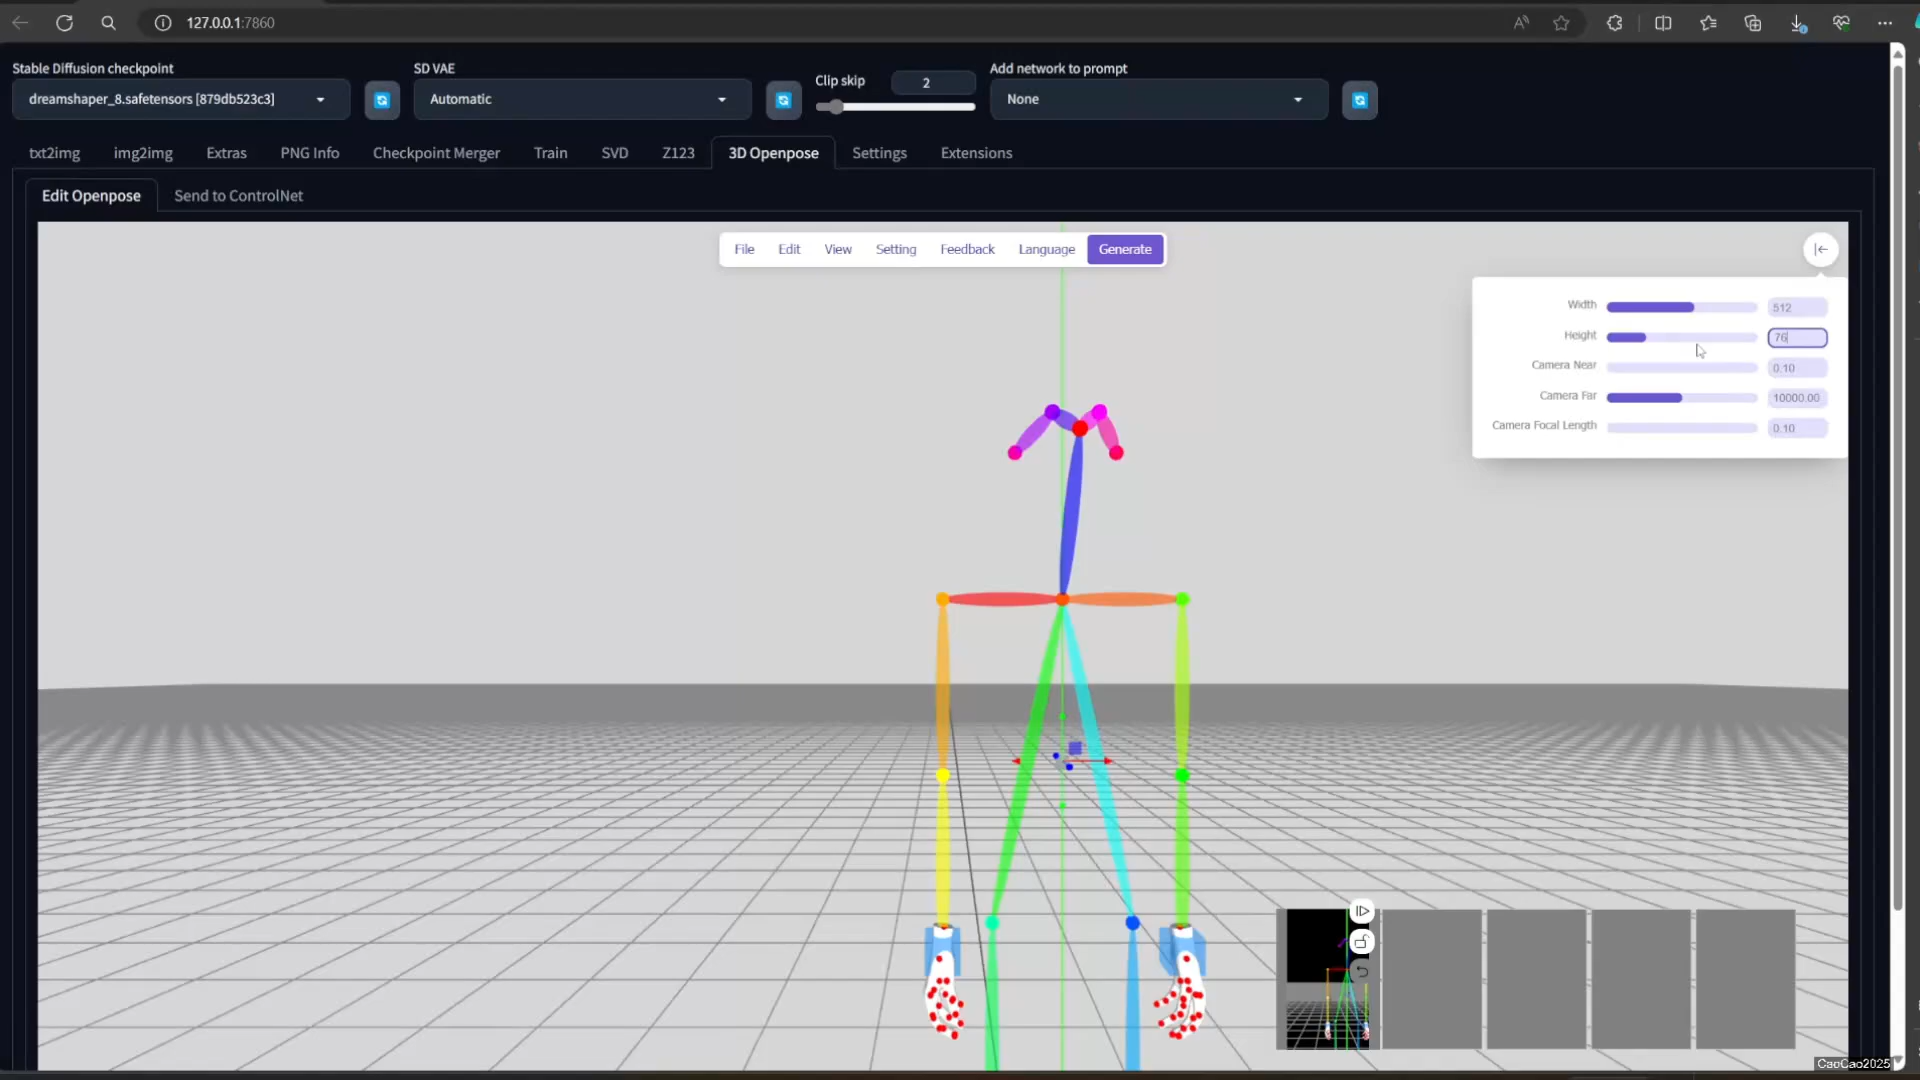 127.0.0.1:7860
Stable Diffusion checkpoint
dreamshaper_8.safetensors [879db523c3]
SD VAE
Automatic
Clip skip
2
Add network to prompt
None
txt2img
img2img
Extras
PNG Info
Checkpoint Merger
Train
SVD
Z123
3D Openpose
Settings
Extensions
Edit Openpose
Send to ControlNet
File
Edit
View
Setting
Feedback
Language
Generate
Width
512
Height
76
Camera Near
0.10
Camera Far
10000.00
Camera Focal Length
0.10
CaoCao2025